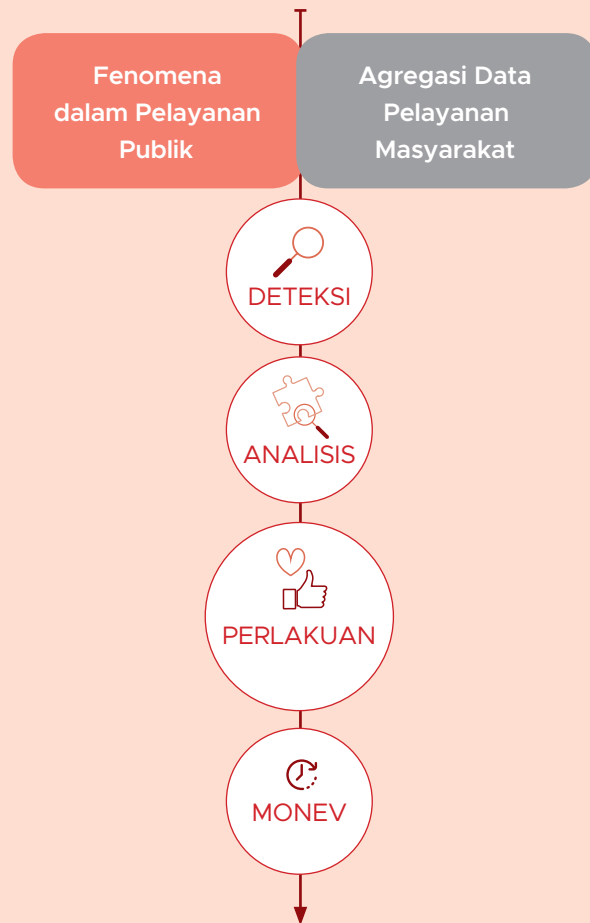 Fenomena
dalam Pelayanan
Publik
Agregasi Data
Pelayanan
Masyarakat
DETEKSI
ANALISIS
PERLAKUAN
MONEV